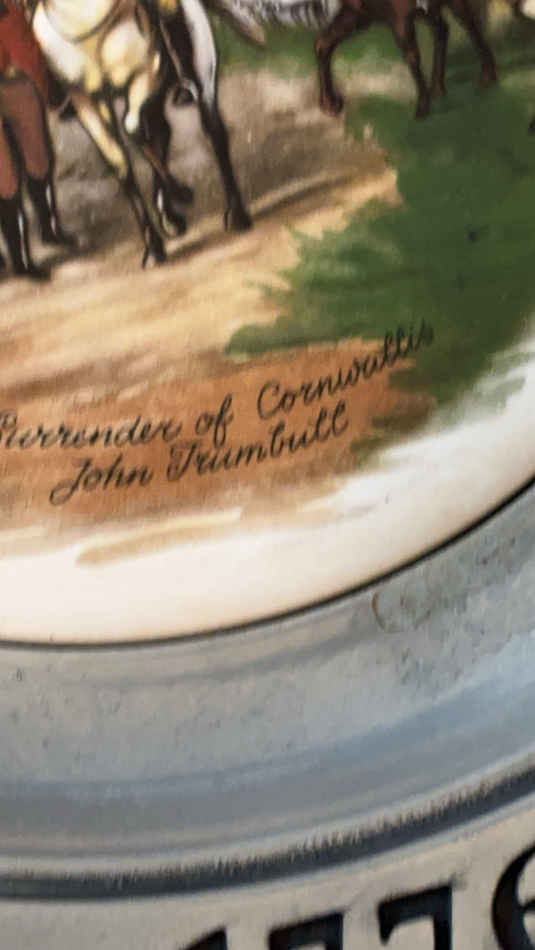 Surrender of Cornwallis
John Trumbull